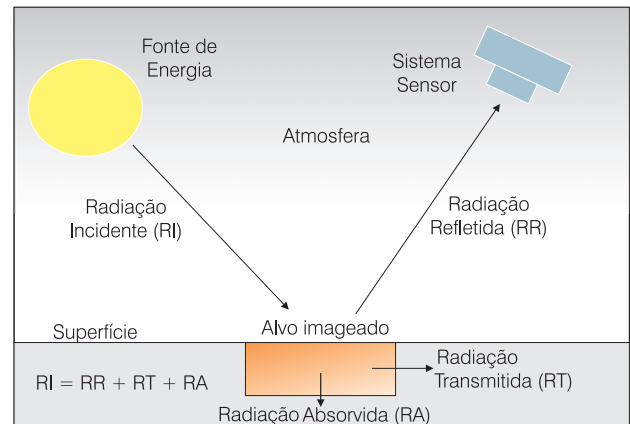 Fonte de
Energia
Sistema
Sensor
Atmosfera
Radiação
Incidente (RI)
Radiação
Refletida (RR)
Superfície
Alvo imageado
RI = RR + RT + RA
Radiação
Transmitida (RT)
Radiação Absorvida (RA)